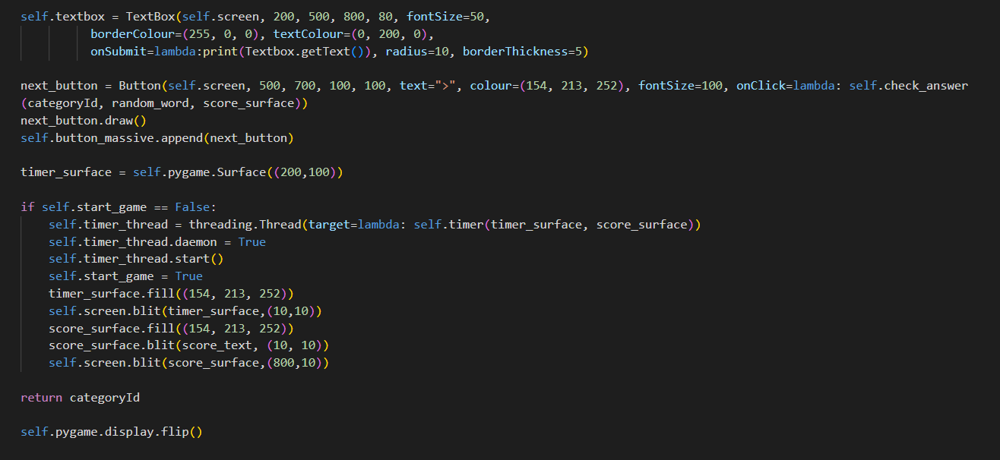 self.textbox = TextBox(self.screen, 200, 500, 800, 80, fontSize=50,
borderColour=(255, 0, 0), textColour=(0, 200, 0),
onSubmit=lambda:print(Textbox.getText()), radius=10, borderThickness=5)
next_button = Button(self.screen, 500, 700, 100, 100, text=">", colour=(154, 213, 252), fontSize=100, onClick=lambda: self.check_answer
(categoryId, random_word, score_surface))
next_button.draw()
self.button_massive.append(next_button)
timer_surface = self.pygame.Surface((200,100))
if self.start_game == False:
self.timer_thread = threading.Thread(target=lambda: self.timer(timer_surface, score_surface))
self.timer_thread.daemon = True
self.timer_thread.start()
self.start_game = True
timer_surface.fill((154, 213, 252))
self.screen.blit(timer_surface,(10,10))
score_surface.fill((154, 213, 252))
score_surface.blit(score_text, (10, 10))
self.screen.blit(score_surface,(800,10))
return categoryId
self.pygame.display.flip()